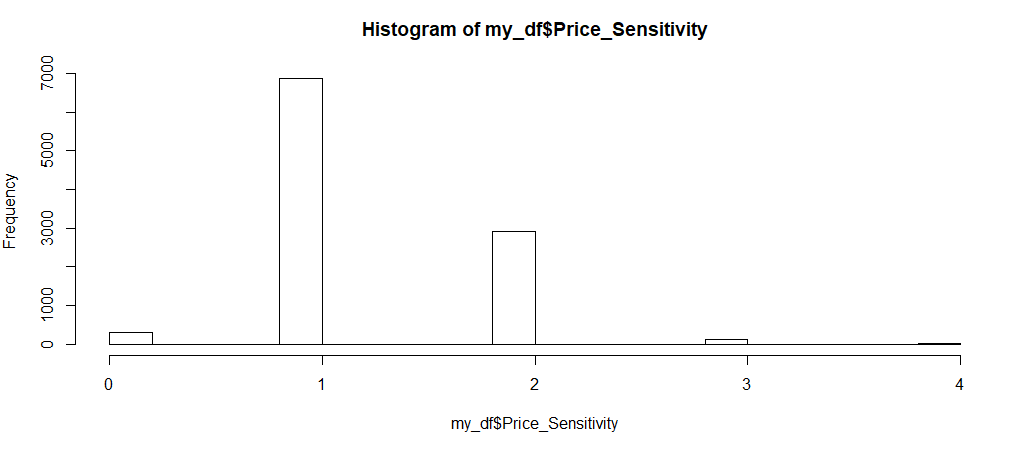 Histogram of my_df$Price_Sensitivity
Frequency
7000
5000
3000
1000
0
0 1 2 3 4
my_df$Price_Sensitivity